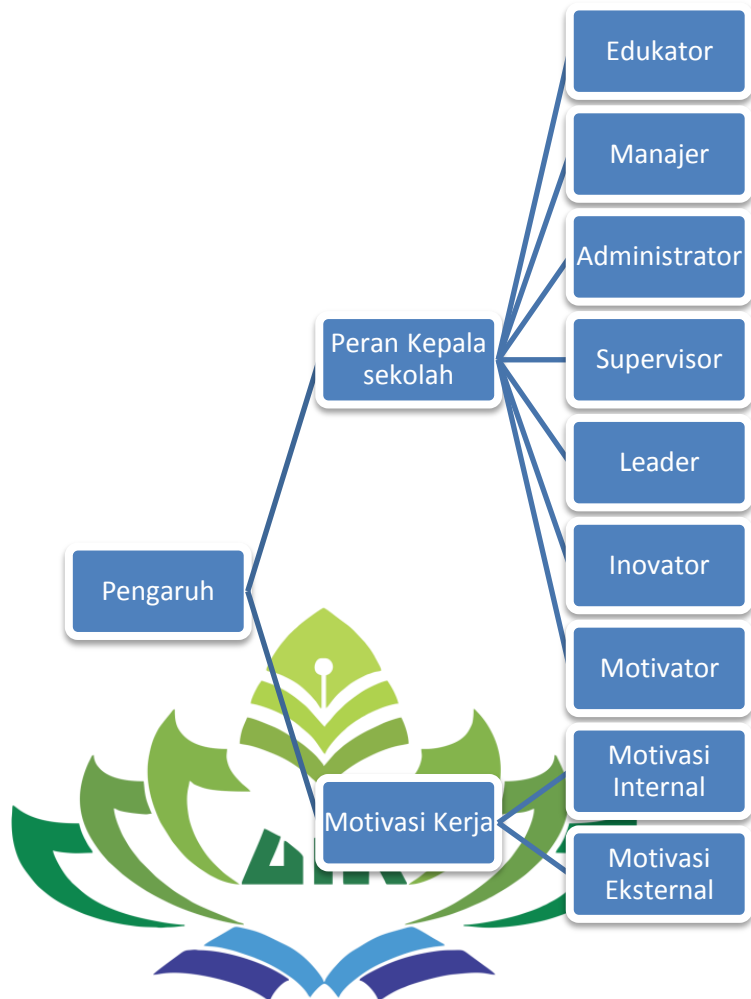 Edukator
Manajer
Administrator
Supervisor
Leader
Inovator
Motivator
Peran Kepala
sekolah
Pengaruh
Motivasi Kerja
Motivasi
Internal
Motivasi
Eksternal